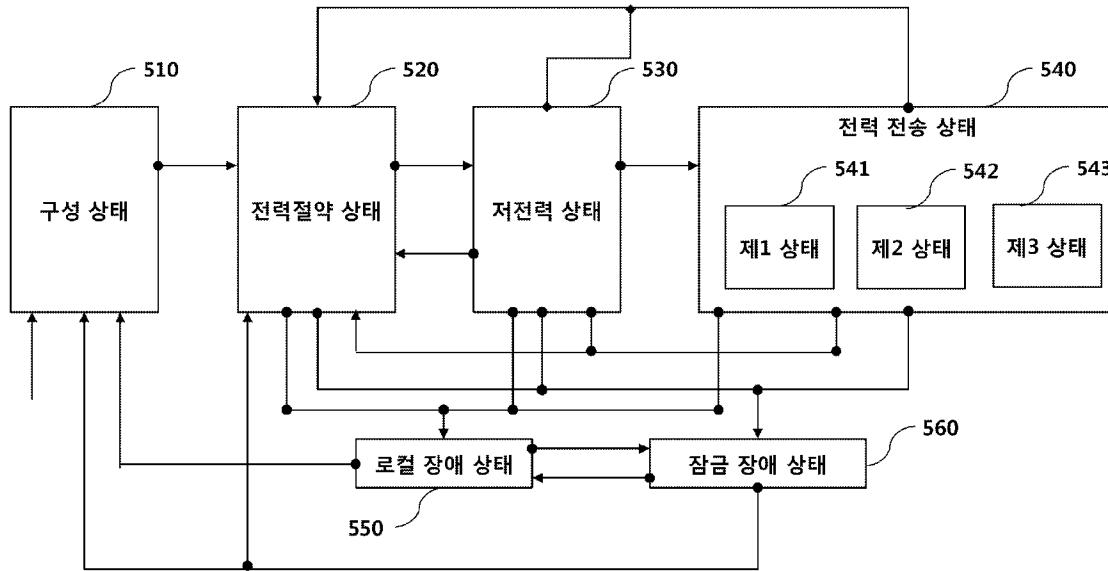 510
520
530
540
구성 상태
전력절약 상태
저전력 상태
전력 전송 상태
541
542
543
제1 상태
제2 상태
제3 상태
로컬 장애 상태
잠금 장애 상태
550
560